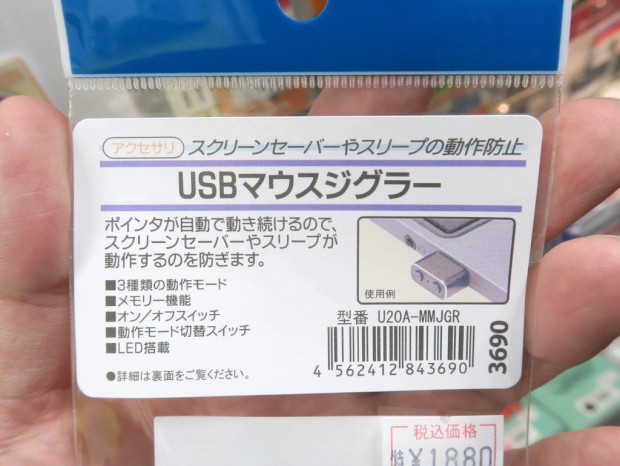 アクセサリ スクリーンセーバーやスリープの動作防止
USBマウスジグラー
ポインタが自動で動き続けるので、
スクリーンセーバーやスリープが
動作するのを防ぎます。
■3種類の動作モード
■メモリー機能
■オン/オフスイッチ
■動作モード切替スイッチ
■LED搭載
●詳細は裏面をご覧ください。
使用例
型番 U20A-MMJGR
4 562412 843690
3690
税込価格
特 ¥1,880